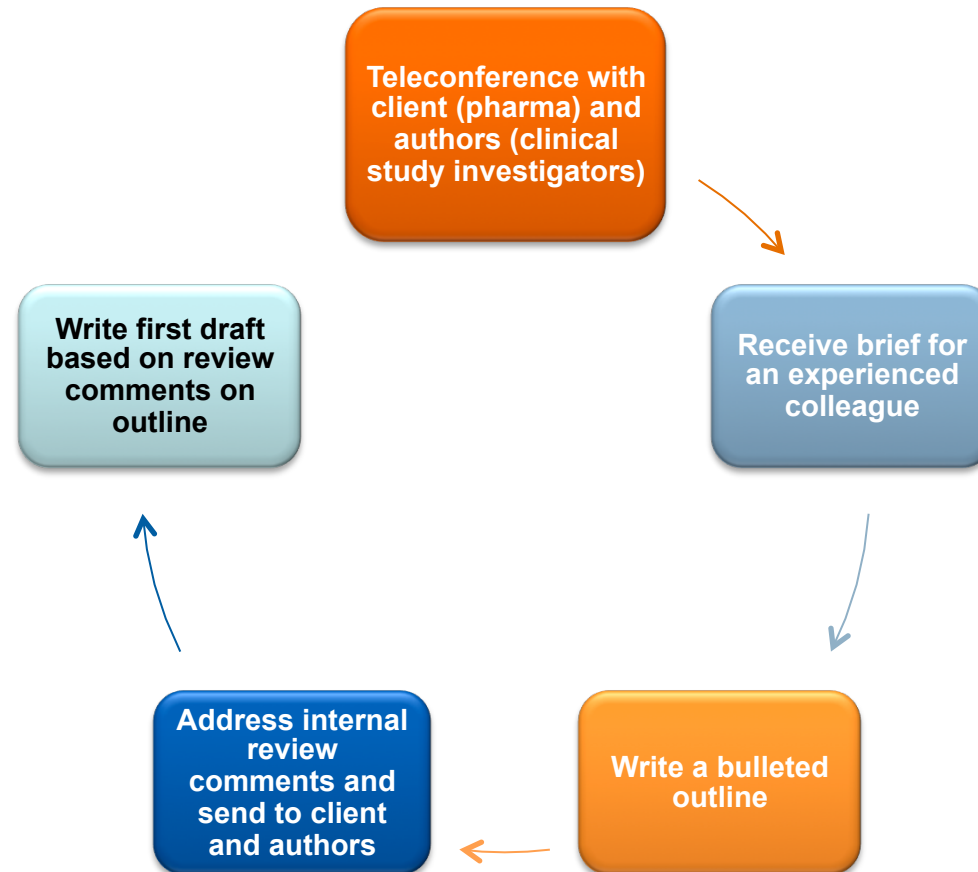 Teleconference with
client (pharma) and
authors (clinical
study investigators)
Receive brief for
an experienced
colleague
Write a bulleted
outline
Address internal
review
comments and
send to client
and authors
Write first draft
based on review
comments on
outline